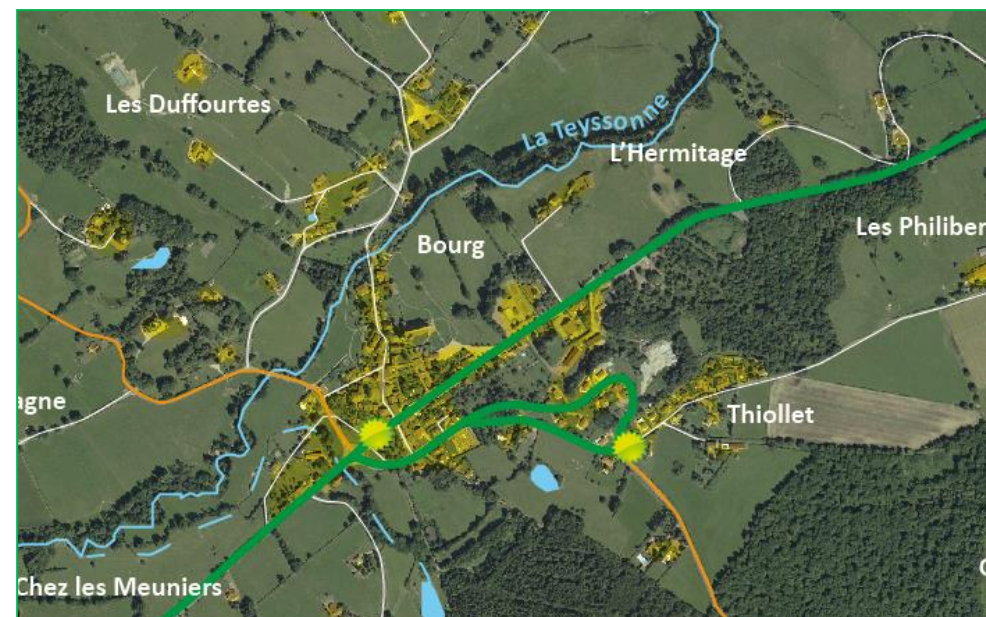 Les Duffourtes
La Teyssonne
L'Hermitage
Bourg
Les Philiber
agne
Thiollet
Chez les Meuniers